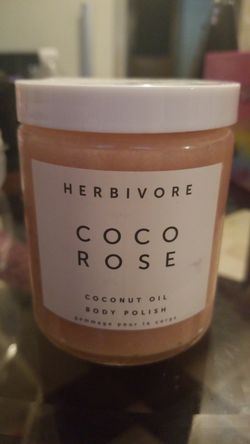 HERBIVORE
COCO
ROSE
COCONUT OIL
BODY POLISH
gommage pour le corps